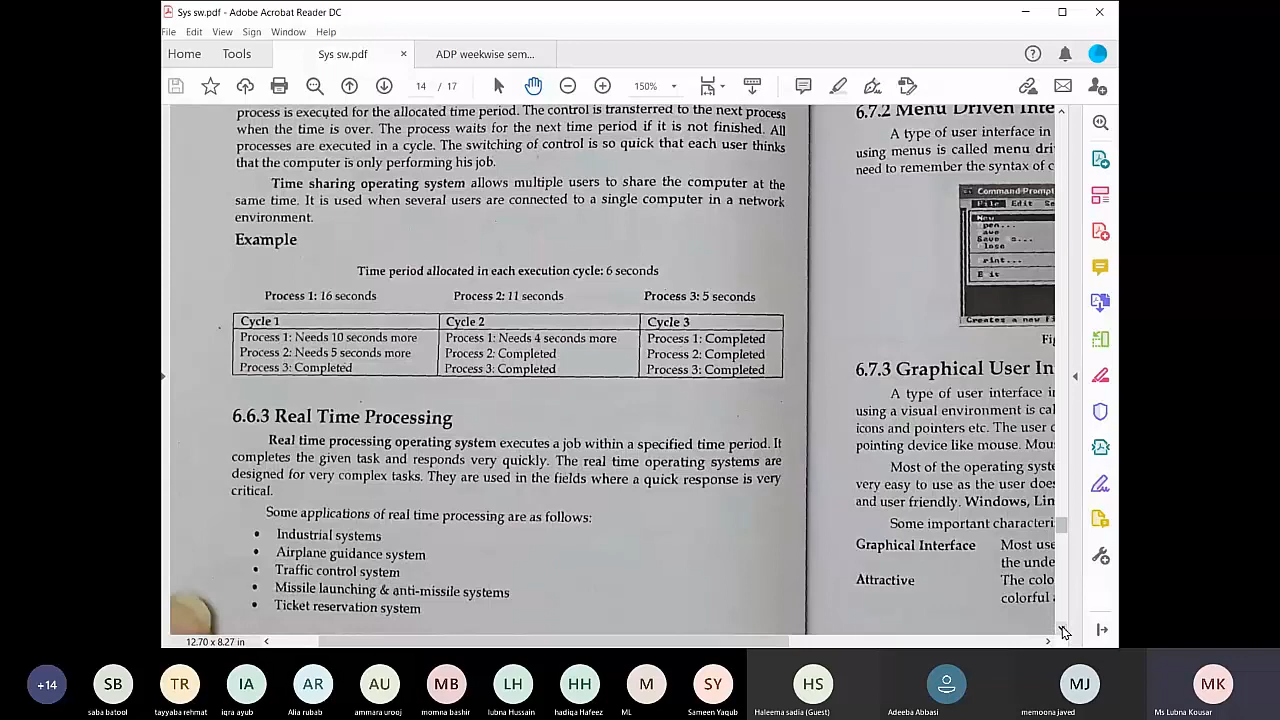 Sys sw.pdf - Adobe Acrobat Reader DC
File Edit View Sign Window Help
Home Tools Sys sw.pdf × ADP weekwise sem...
14 / 17 150%
process is executed for the allocated time period. The control is transferred to the next process
when the time is over. The process waits for the next time period if it is not finished. All
processes are executed in a cycle. The switching of control is so quick that each user thinks
that the computer is only performing his job.
Time sharing operating system allows multiple users to share the computer at the
same time. It is used when several users are connected to a single computer in a network
environment.
Example
Time period allocated in each execution cycle: 6 seconds
Process 1: 16 seconds Process 2: 11 seconds Process 3: 5 seconds
Cycle 1 Cycle 2 Cycle 3
Process 1: Needs 10 seconds more Process 1: Needs 4 seconds more Process 1: Completed
Process 2: Needs 5 seconds more Process 2: Completed Process 2: Completed
Process 3: Completed Process 3: Completed Process 3: Completed
6.6.3 Real Time Processing
Real time processing operating system executes a job within a specified time period. It
completes the given task and responds very quickly. The real time operating systems are
designed for very complex tasks. They are used in the fields where a quick response is very
critical.
Some applications of real time processing are as follows:
• Industrial systems
• Airplane guidance system
• Traffic control system
• Missile launching & anti-missile systems
• Ticket reservation system
6.7.2 Menu Driven Inte
A type of user interface in
using menus is called menu dri
need to remember the syntax of c
Command Prompt
File Edit
New
Exit
6.7.3 Graphical User In
A type of user interface i
using a visual environment is cal
icons and pointers etc. The user c
pointing device like mouse. Mou
Most of the operating syste
very easy to use as the user doe
and user friendly. Windows, Lin
Some important characteri
Graphical Interface Most use
the unde
Attractive The colo
colorful
12.70 x 8.27 in
+14 SB TR IA AR AU MB LH HH M SY HS MJ MK
saba batool tayyaba rehmat iqra ayub Alia rubab ammara urooj momna bashir lubna Hussain hadiqa Hafeez ML Sameen Yaqub Haleema sadia (Guest) Adeeba Abbasi memoona javed Ms Lubna Kousar